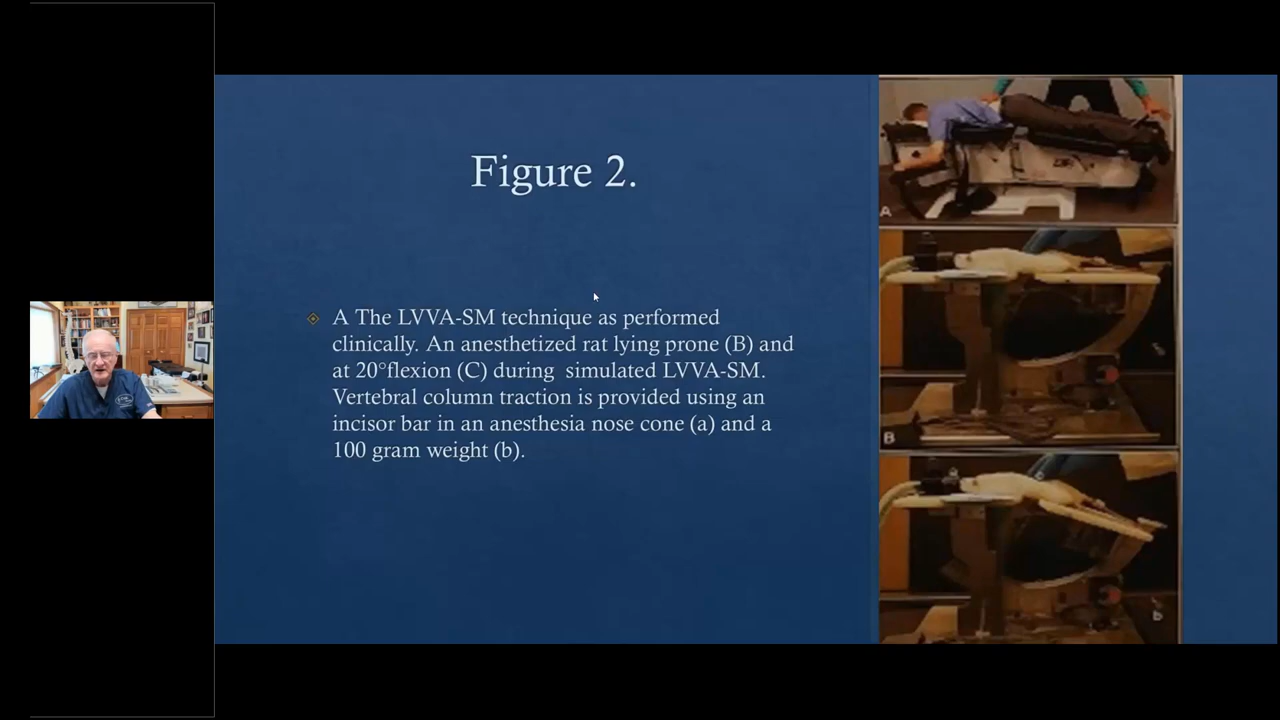 Figure 2.
A The LVVA-SM technique as performed
clinically. An anesthetized rat lying prone (B) and
at 20°flexion (C) during simulated LVVA-SM.
Vertebral column traction is provided using an
incisor bar in an anesthesia nose cone (a) and a
100 gram weight (b).
A
B
b